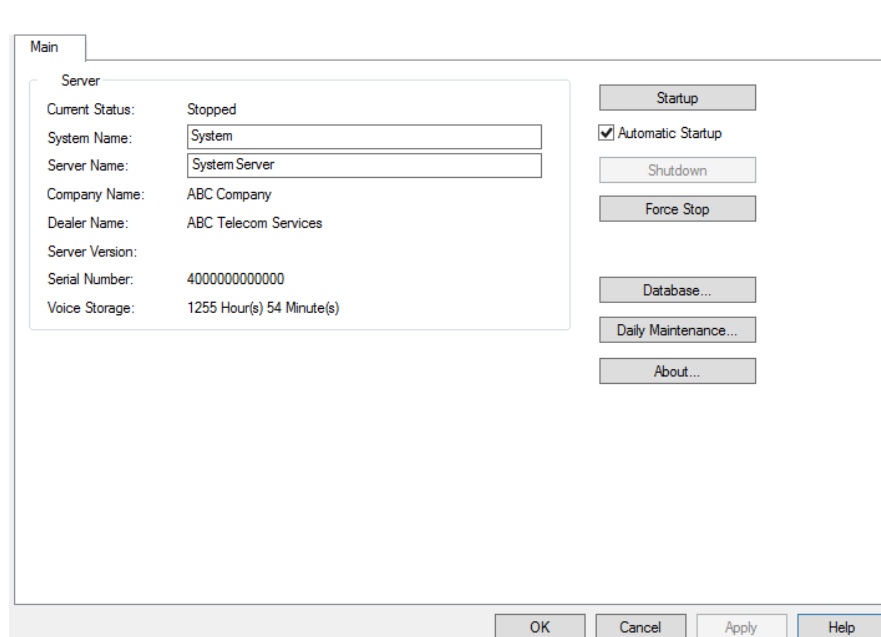 Main
Server
Current Status: Stopped
System Name: System
Server Name: System Server
Company Name: ABC Company
Dealer Name: ABC Telecom Services
Server Version:
Serial Number: 4000000000000
Voice Storage: 1255 Hour(s) 54 Minute(s)
Startup
Automatic Startup
Shutdown
Force Stop
Database...
Daily Maintenance...
About...
OK Cancel Apply Help